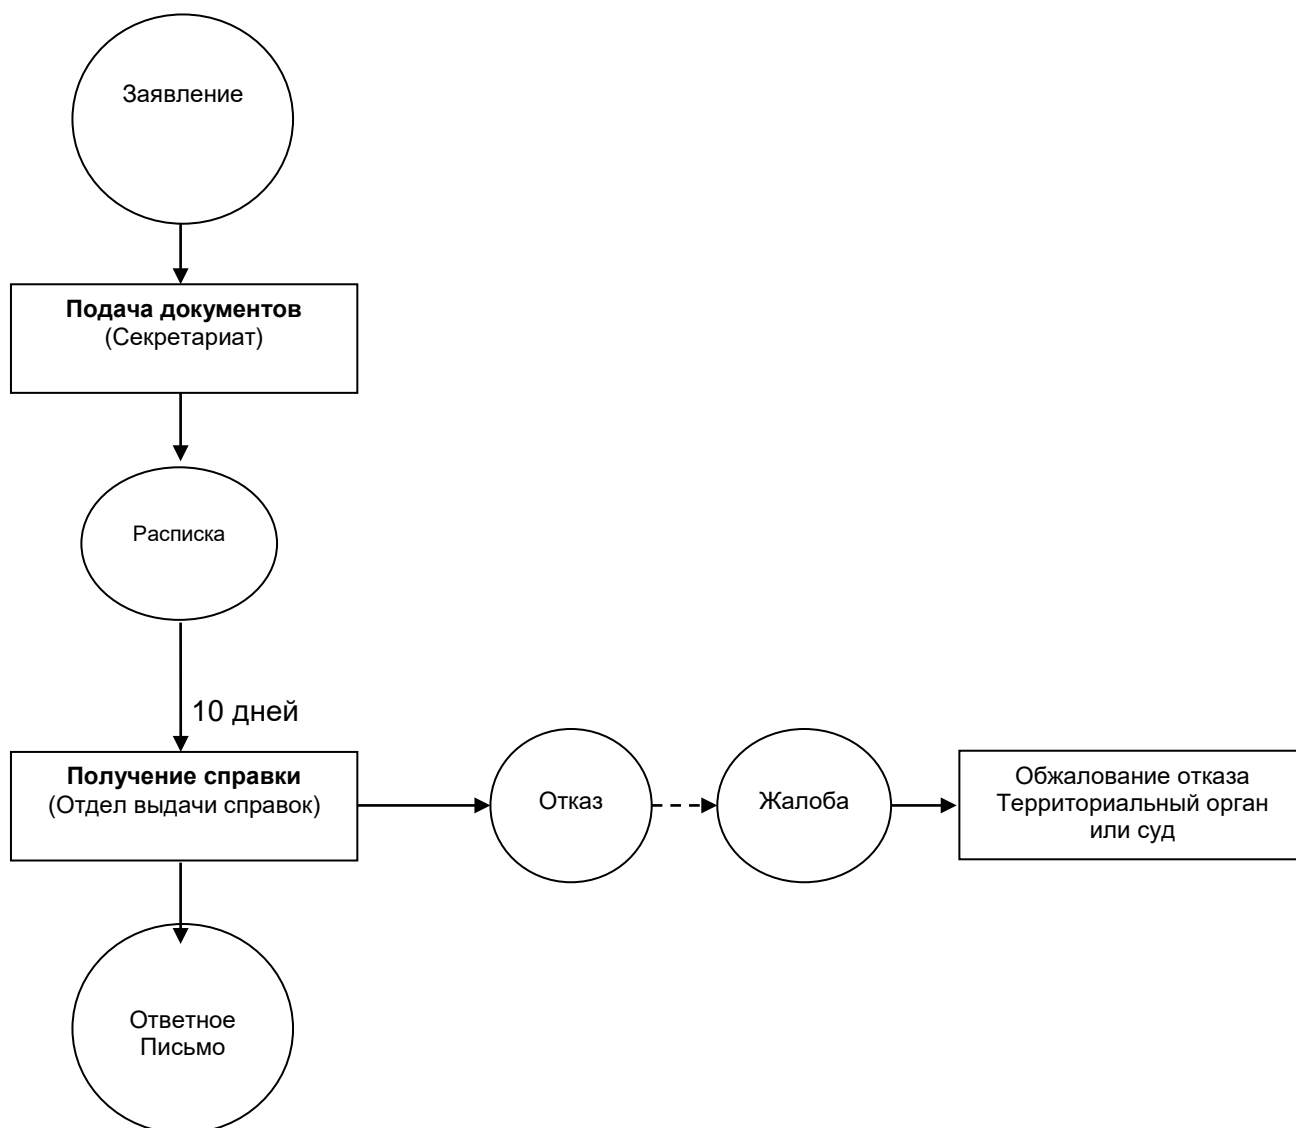 Заявление
Подача документов
(Секретариат)
Расписка
10 дней
Получение справки
(Отдел выдачи справок)
Отказ
Жалоба
Обжалование отказа
Территориальный орган
или суд
Ответное
Письмо